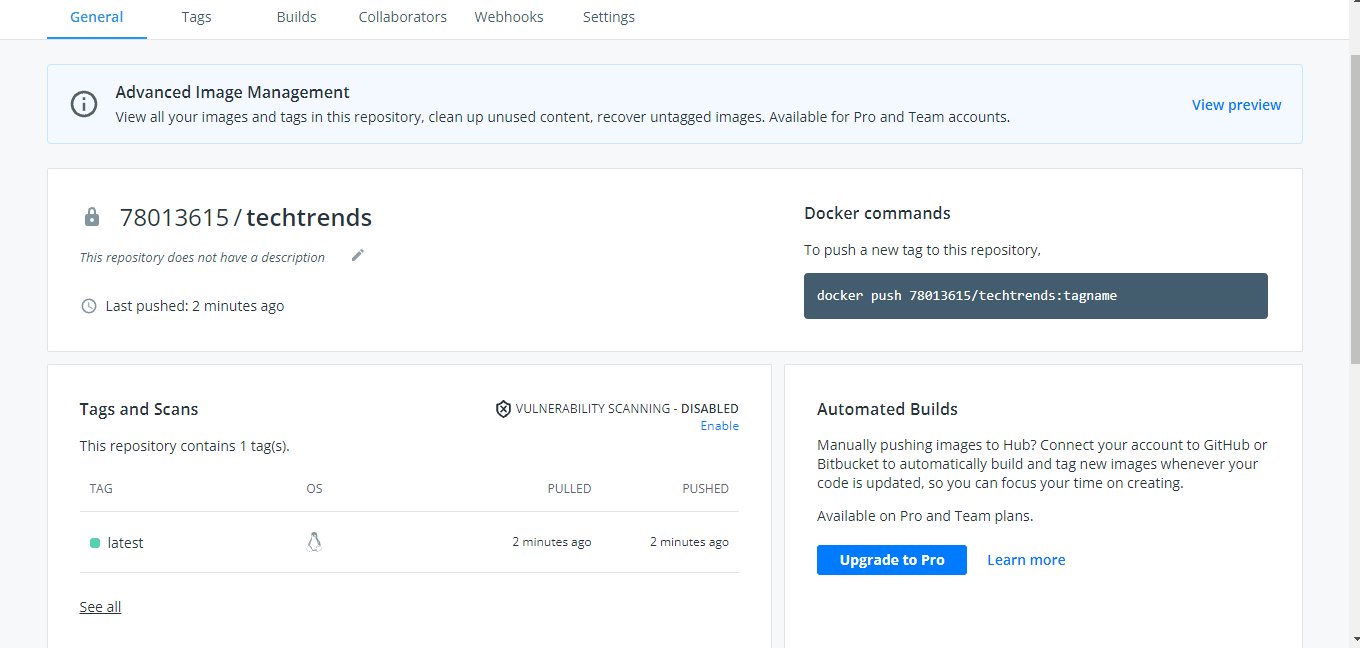 General Tags Builds Collaborators Webhooks Settings
Advanced Image Management
View all your images and tags in this repository, clean up unused content, recover untagged images. Available for Pro and Team accounts.
View preview
78013615 / techtrends
This repository does not have a description
Last pushed: 2 minutes ago
Docker commands
To push a new tag to this repository,
docker push 78013615/techtrends:tagname
Tags and Scans
VULNERABILITY SCANNING - DISABLED
Enable
This repository contains 1 tag(s).
TAG OS PULLED PUSHED
latest 2 minutes ago 2 minutes ago
See all
Automated Builds
Manually pushing images to Hub? Connect your account to GitHub or
Bitbucket to automatically build and tag new images whenever your
code is updated, so you can focus your time on creating.
Available on Pro and Team plans.
Upgrade to Pro Learn more